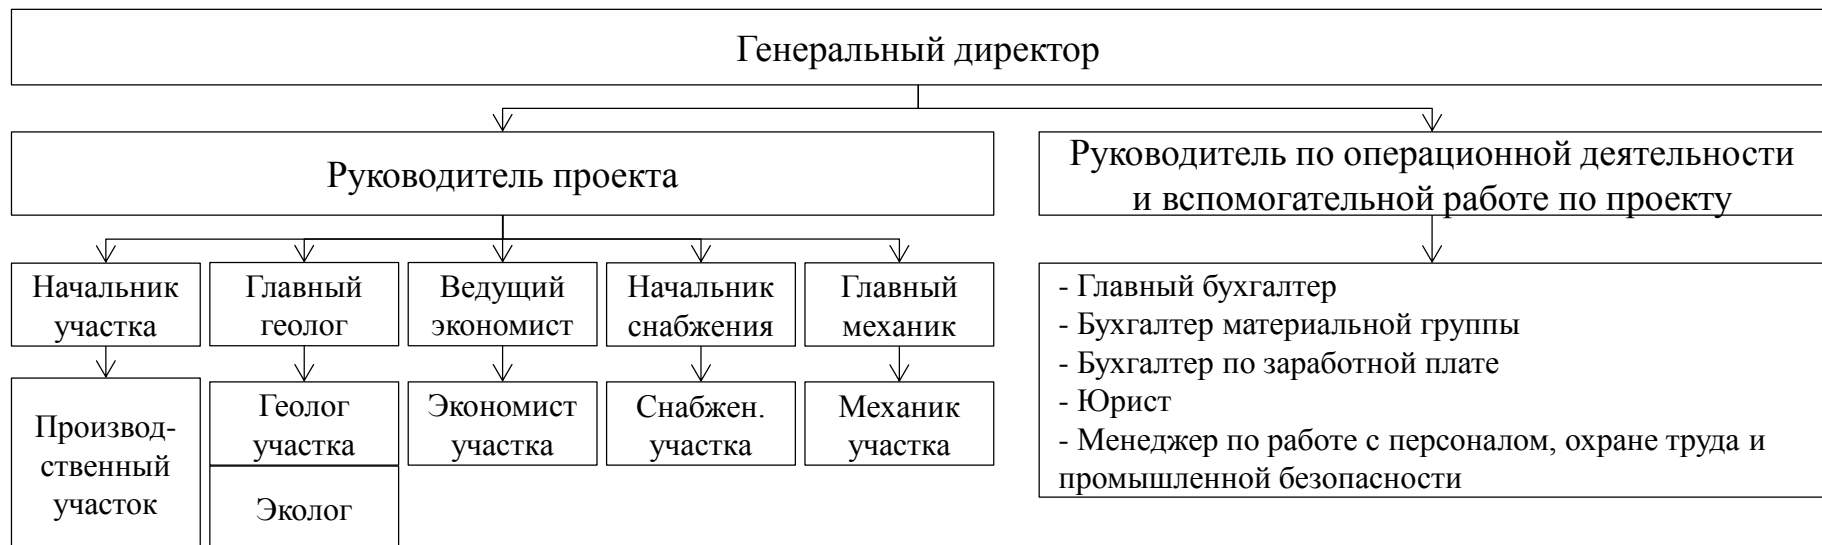 Генеральный директор
Руководитель проекта
Руководитель по операционной деятельности
и вспомогательной работе по проекту
Начальник
участка
Главный
геолог
Ведущий
экономист
Начальник
снабжения
Главный
механик
Производ-
ственный
участок
Геолог
участка
Эколог
Экономист
участка
Снабжен.
участка
Механик
участка
- Главный бухгалтер
- Бухгалтер материальной группы
- Бухгалтер по заработной плате
- Юрист
- Менеджер по работе с персоналом, охране труда и
промышленной безопасности